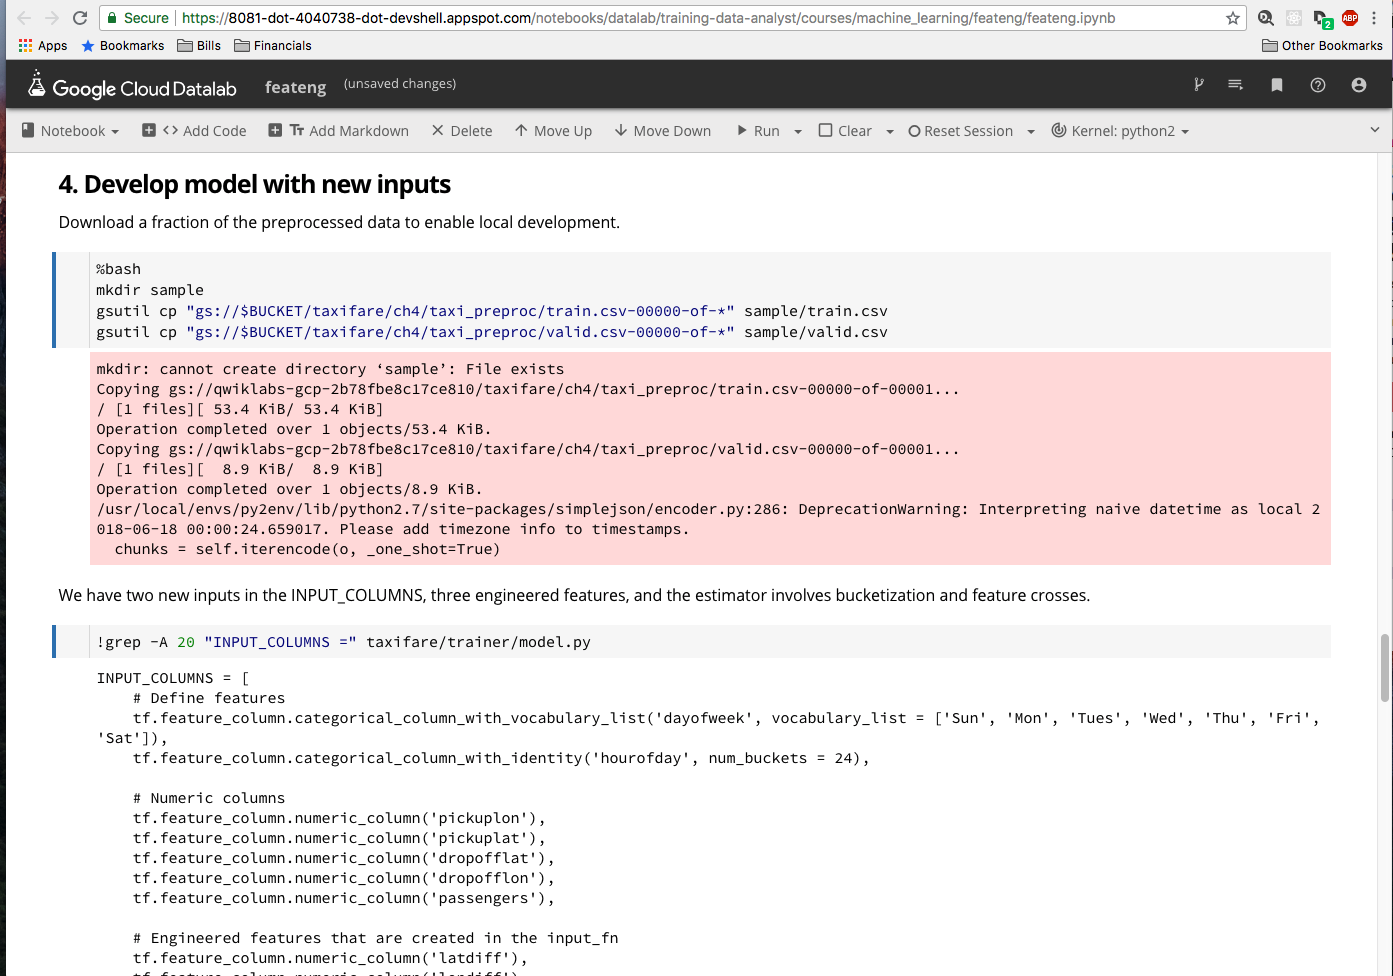 Secure https://8081-dot-4040738-dot-devshell.appspot.com/notebooks/datalab/training-data-analyst/courses/machine_learning/feateng/feateng.ipynb
2 ABP
Apps Bookmarks Bills Financials Other Bookmarks
Google Cloud Datalab feateng (unsaved changes)
Notebook <> Add Code Tт Add Markdown Delete Move Up Move Down Run Clear Reset Session Kernel: python2
4. Develop model with new inputs
Download a fraction of the preprocessed data to enable local development.
%bash
mkdir sample
gsutil cp "gs://$BUCKET/taxifare/ch4/taxi_preproc/train.csv-00000-of-*" sample/train.csv
gsutil cp "gs://$BUCKET/taxifare/ch4/taxi_preproc/valid.csv-00000-of-*" sample/valid.csv
mkdir: cannot create directory ‘sample’: File exists
Copying gs://qwiklabs-gcp-2b78fbe8c17ce810/taxifare/ch4/taxi_preproc/train.csv-00000-of-00001...
/ [1 files][ 53.4 KiB/ 53.4 KiB]
Operation completed over 1 objects/53.4 KiB.
Copying gs://qwiklabs-gcp-2b78fbe8c17ce810/taxifare/ch4/taxi_preproc/valid.csv-00000-of-00001...
/ [1 files][  8.9 KiB/  8.9 KiB]
Operation completed over 1 objects/8.9 KiB.
/usr/local/envs/py2env/lib/python2.7/site-packages/simplejson/encoder.py:286: DeprecationWarning: Interpreting naive datetime as local 2
018-06-18 00:00:24.659017. Please add timezone info to timestamps.
  chunks = self.iterencode(o, _one_shot=True)
We have two new inputs in the INPUT_COLUMNS, three engineered features, and the estimator involves bucketization and feature crosses.
!grep -A 20 "INPUT_COLUMNS =" taxifare/trainer/model.py
INPUT_COLUMNS = [
    # Define features
    tf.feature_column.categorical_column_with_vocabulary_list('dayofweek', vocabulary_list = ['Sun', 'Mon', 'Tues', 'Wed', 'Thu', 'Fri',
'Sat']),
    tf.feature_column.categorical_column_with_identity('hourofday', num_buckets = 24),
    # Numeric columns
    tf.feature_column.numeric_column('pickuplon'),
    tf.feature_column.numeric_column('pickuplat'),
    tf.feature_column.numeric_column('dropofflat'),
    tf.feature_column.numeric_column('dropofflon'),
    tf.feature_column.numeric_column('passengers'),
    # Engineered features that are created in the input_fn
    tf.feature_column.numeric_column('latdiff'),